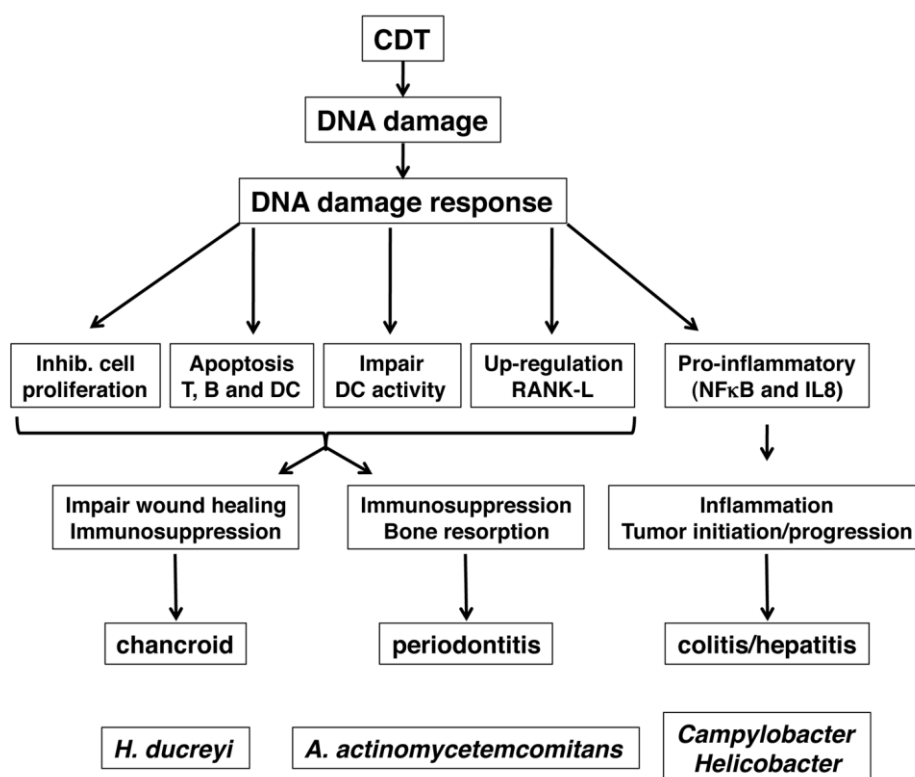 CDT
DNA damage
DNA damage response
Inhib. cell
proliferation
Apoptosis
T, B and DC
Impair
DC activity
Up-regulation
RANK-L
Pro-inflammatory
(NFκB and IL8)
Impair wound healing
Immunosuppression
Immunosuppression
Bone resorption
Inflammation
Tumor initiation/progression
chancroid
periodontitis
colitis/hepatitis
H. ducreyi
A. actinomycetemcomitans
Campylobacter
Helicobacter